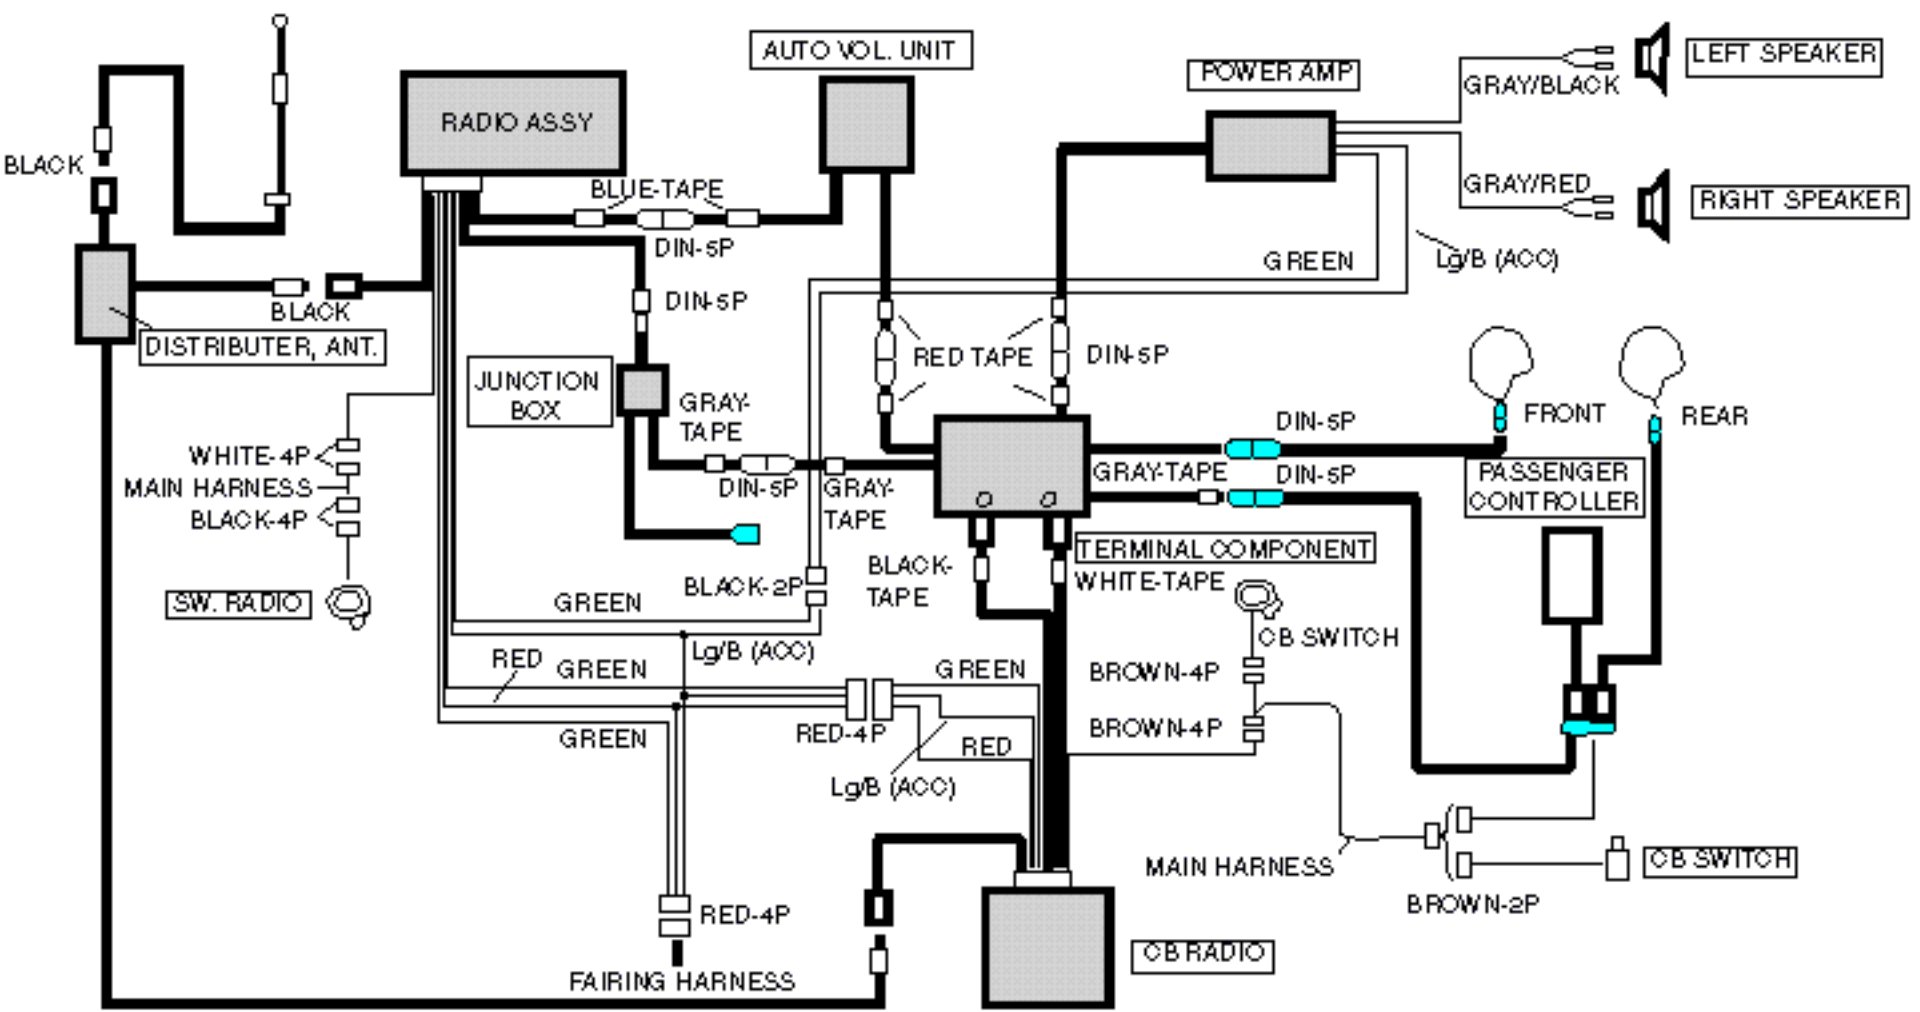 AUTO VOL. UNIT
LEFT SPEAKER
POWER AMP
GRAY/BLACK
RADIO ASSY
BLACK
BLUE-TAPE
GRAY/RED
RIGHT SPEAKER
DIN-5P
GREEN
Lg/B (ACC)
BLACK
DIN-5P
DISTRIBUTER, ANT.
RED TAPE
DIN-5P
JUNCTION
BOX
GRAY-
TAPE
DIN-5P
FRONT
REAR
WHITE-4P
MAIN HARNESS
BLACK-4P
DIN-5P
GRAY-
TAPE
GRAY-TAPE
DIN-5P
PASSENGER
CONTROLLER
TERMINAL COMPONENT
BLACK-
TAPE
WHITE-TAPE
BLACK-2P
SW. RADIO
GREEN
CB SWITCH
Lg/B (ACC)
RED
GREEN
GREEN
BROWN-4P
GREEN
RED-4P
RED
BROWN-4P
Lg/B (ACC)
MAIN HARNESS
CB SWITCH
BROWN-2P
RED-4P
CB RADIO
FAIRING HARNESS